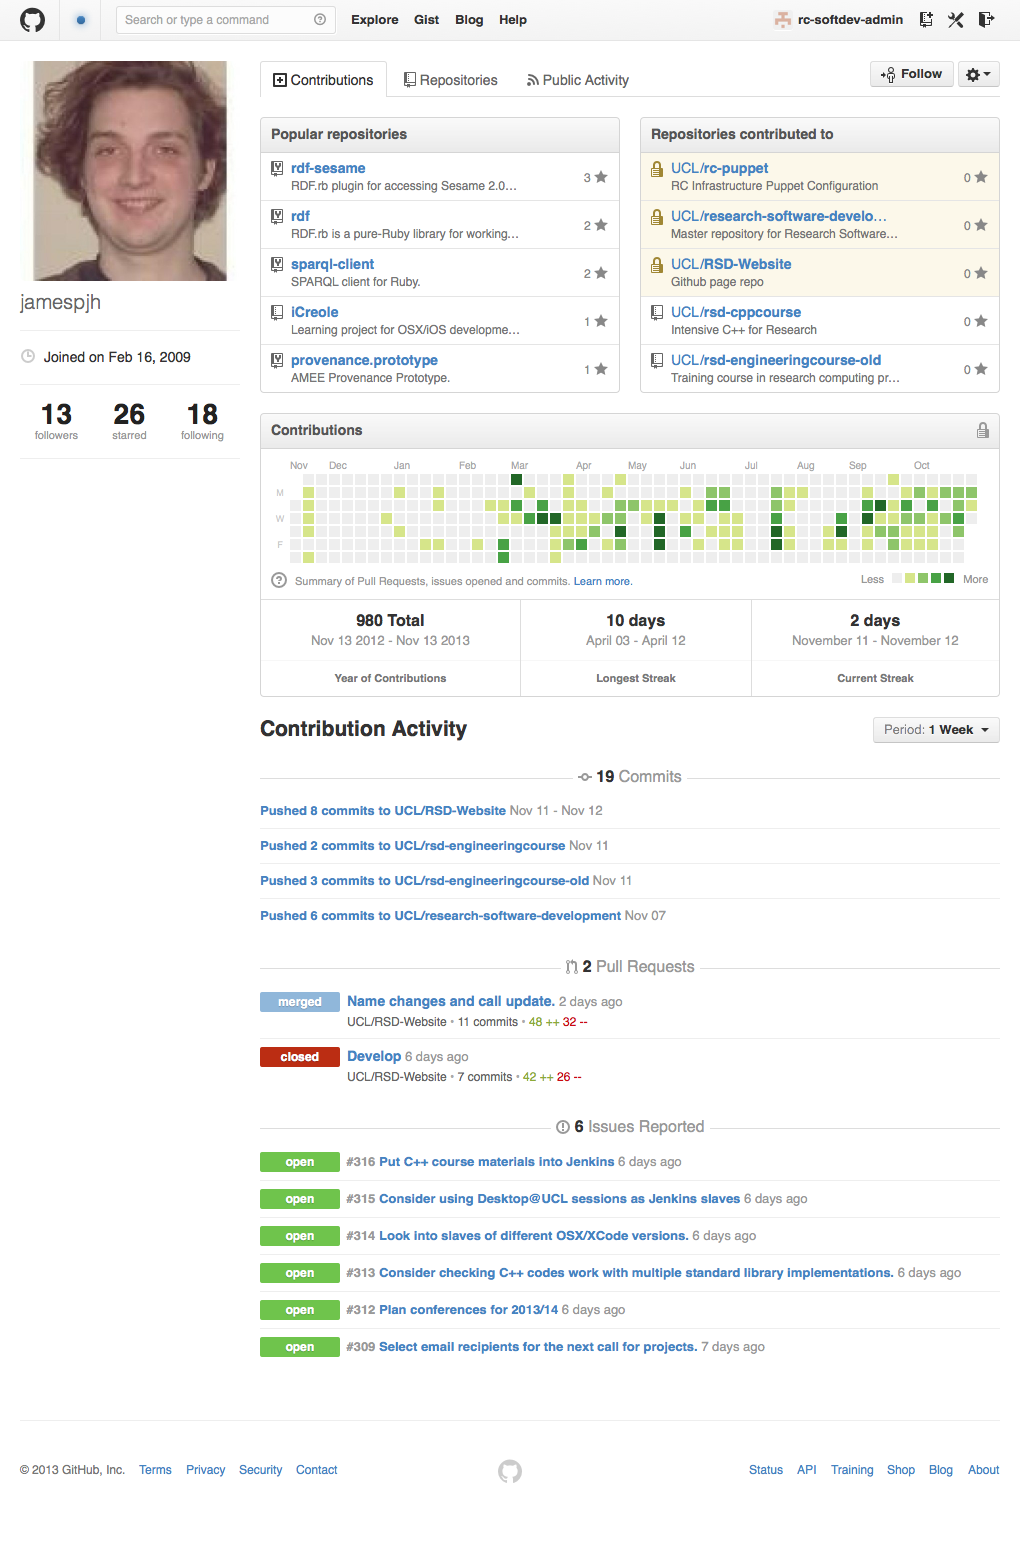 Search or type a command
Explore Gist Blog Help
rc-softdev-admin
Contributions
Repositories
Public Activity
Follow
jamespjh
Joined on Feb 16, 2009
13 26 18
followers starred following
Popular repositories
rdf-sesame
RDF.rb plugin for accessing Sesame 2.0…
3
rdf
RDF.rb is a pure-Ruby library for working…
2
sparql-client
SPARQL client for Ruby.
2
iCreole
Learning project for OSX/iOS developme…
1
provenance.prototype
AMEE Provenance Prototype.
1
Repositories contributed to
UCL/rc-puppet
RC Infrastructure Puppet Configuration
0
UCL/research-software-develo…
Master repository for Research Software…
0
UCL/RSD-Website
Github page repo
0
UCL/rsd-cppcourse
Intensive C++ for Research
0
UCL/rsd-engineeringcourse-old
Training course in research computing pr…
0
Contributions
Nov Dec Jan Feb Mar Apr May Jun Jul Aug Sep Oct
M
W
F
Summary of Pull Requests, issues opened and commits. Learn more.
Less More
980 Total
Nov 13 2012 - Nov 13 2013
Year of Contributions
10 days
April 03 - April 12
Longest Streak
2 days
November 11 - November 12
Current Streak
Contribution Activity
Period: 1 Week
19 Commits
Pushed 8 commits to UCL/RSD-Website Nov 11 - Nov 12
Pushed 2 commits to UCL/rsd-engineeringcourse Nov 11
Pushed 3 commits to UCL/rsd-engineeringcourse-old Nov 11
Pushed 6 commits to UCL/research-software-development Nov 07
2 Pull Requests
merged Name changes and call update. 2 days ago
UCL/RSD-Website • 11 commits • 48 ++ 32 --
closed Develop 6 days ago
UCL/RSD-Website • 7 commits • 42 ++ 26 --
6 Issues Reported
open #316 Put C++ course materials into Jenkins 6 days ago
open #315 Consider using Desktop@UCL sessions as Jenkins slaves 6 days ago
open #314 Look into slaves of different OSX/XCode versions. 6 days ago
open #313 Consider checking C++ codes work with multiple standard library implementations. 6 days ago
open #312 Plan conferences for 2013/14 6 days ago
open #309 Select email recipients for the next call for projects. 7 days ago
© 2013 GitHub, Inc. Terms Privacy Security Contact
Status API Training Shop Blog About